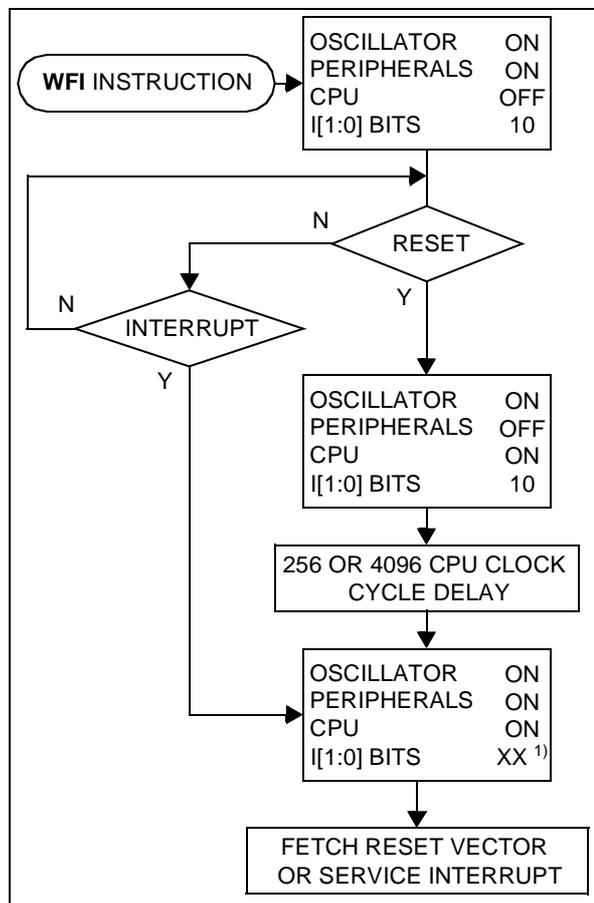 WFI INSTRUCTION
OSCILLATOR ON
PERIPHERALS ON
CPU OFF
I[1:0] BITS 10
N
RESET
N
INTERRUPT
Y
Y
OSCILLATOR ON
PERIPHERALS OFF
CPU ON
I[1:0] BITS 10
256 OR 4096 CPU CLOCK
CYCLE DELAY
OSCILLATOR ON
PERIPHERALS ON
CPU ON
I[1:0] BITS XX 1)
FETCH RESET VECTOR
OR SERVICE INTERRUPT